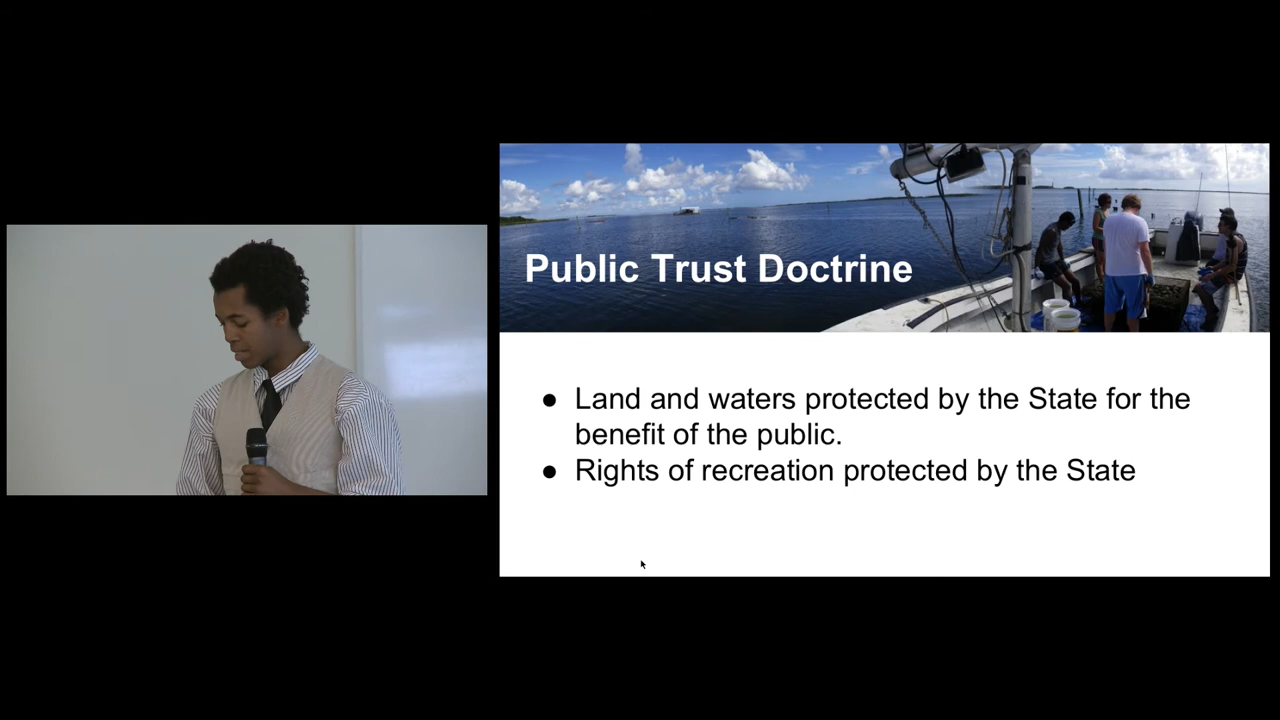 Public Trust Doctrine
● Land and waters protected by the State for the
benefit of the public.
● Rights of recreation protected by the State